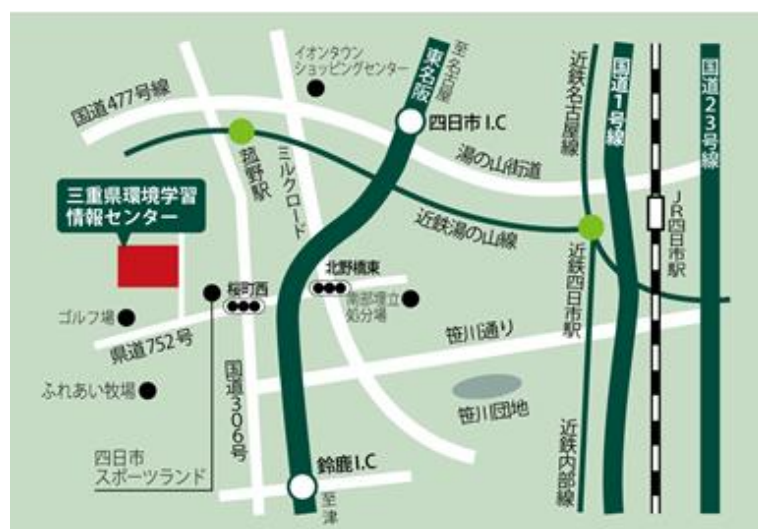 イオンタウン
ショッピングセンター
東名阪
至名古屋
国道477号線
四日市I.C
菰野駅
ミルクロード
湯の山街道
近鉄名古屋線
国道1号線
国道23号線
JR四日市駅
三重県環境学習
情報センター
近鉄湯の山線
近鉄四日市駅
桜町西
北野橋東
南部埋立
処分場
ゴルフ場
県道752号
笹川通り
ふれあい牧場
国道306号
笹川団地
近鉄内部線
四日市
スポーツランド
鈴鹿I.C
至津